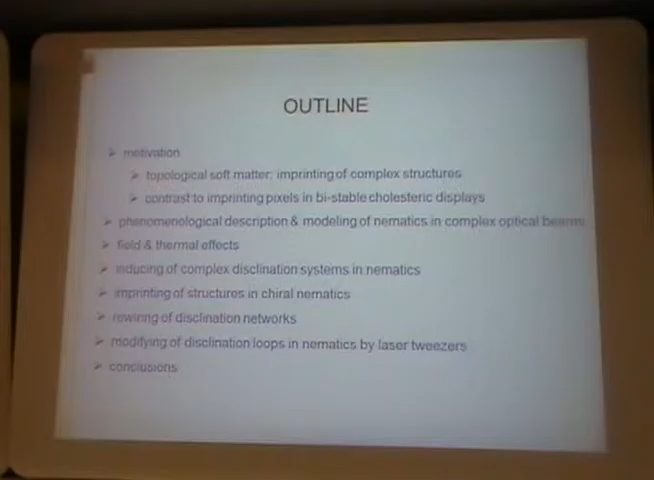 OUTLINE
motivation
topological soft matter: imprinting of complex structures
contrast to imprinting pixels in bi-stable cholesteric displays
phenomenological description & modeling of nematics in complex optical beams
field & thermal effects
inducing of complex disclination systems in nematics
imprinting of structures in chiral nematics
rewiring of disclination networks
modifying of disclination loops in nematics by laser tweezers
conclusions